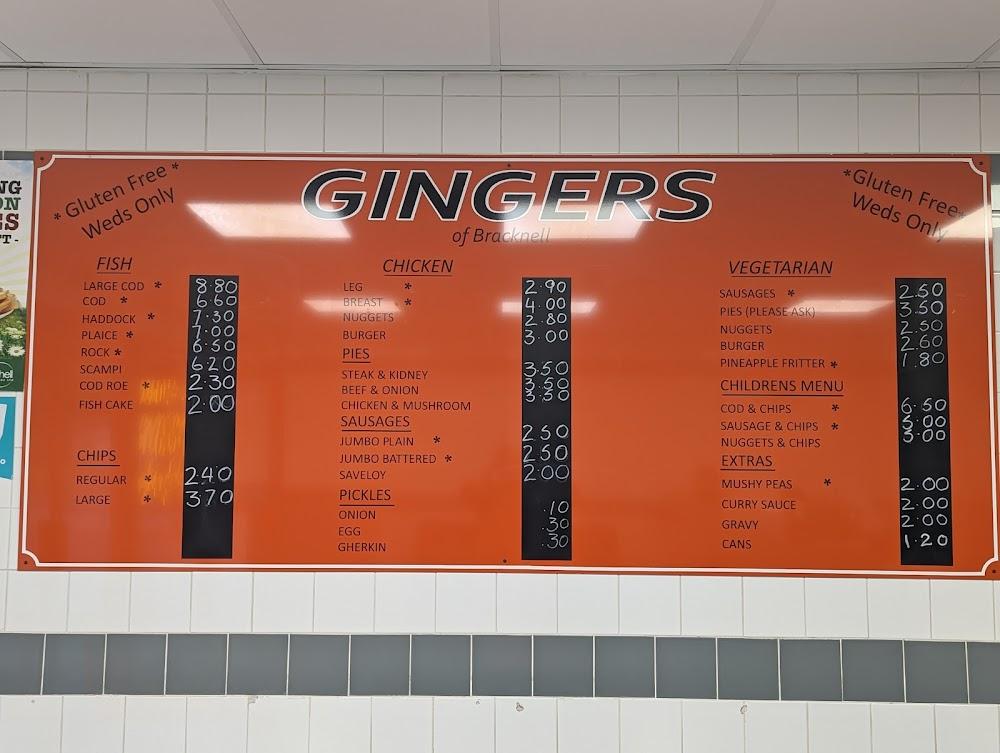 * Gluten Free *
Weds Only
GINGERS
of Bracknell
*Gluten Free*
Weds Only
FISH
LARGE COD * 8.80
COD * 6.60
HADDOCK * 7.30
PLAICE * 7.00
ROCK * 6.50
SCAMPI 6.20
COD ROE * 2.30
FISH CAKE 2.00
CHIPS
REGULAR * 2.40
LARGE * 3.70
CHICKEN
LEG * 2.90
BREAST * 4.00
NUGGETS 2.80
BURGER 3.00
PIES
STEAK & KIDNEY 3.50
BEEF & ONION 3.50
CHICKEN & MUSHROOM 3.50
SAUSAGES
JUMBO PLAIN * 2.50
JUMBO BATTERED * 2.50
SAVELOY 2.00
PICKLES
ONION .10
EGG .30
GHERKIN .30
VEGETARIAN
SAUSAGES * 2.50
PIES (PLEASE ASK) 3.50
NUGGETS 2.50
BURGER 2.60
PINEAPPLE FRITTER * 1.80
CHILDRENS MENU
COD & CHIPS * 6.50
SAUSAGE & CHIPS * 5.00
NUGGETS & CHIPS 5.00
EXTRAS
MUSHY PEAS * 2.00
CURRY SAUCE 2.00
GRAVY 2.00
CANS 1.20